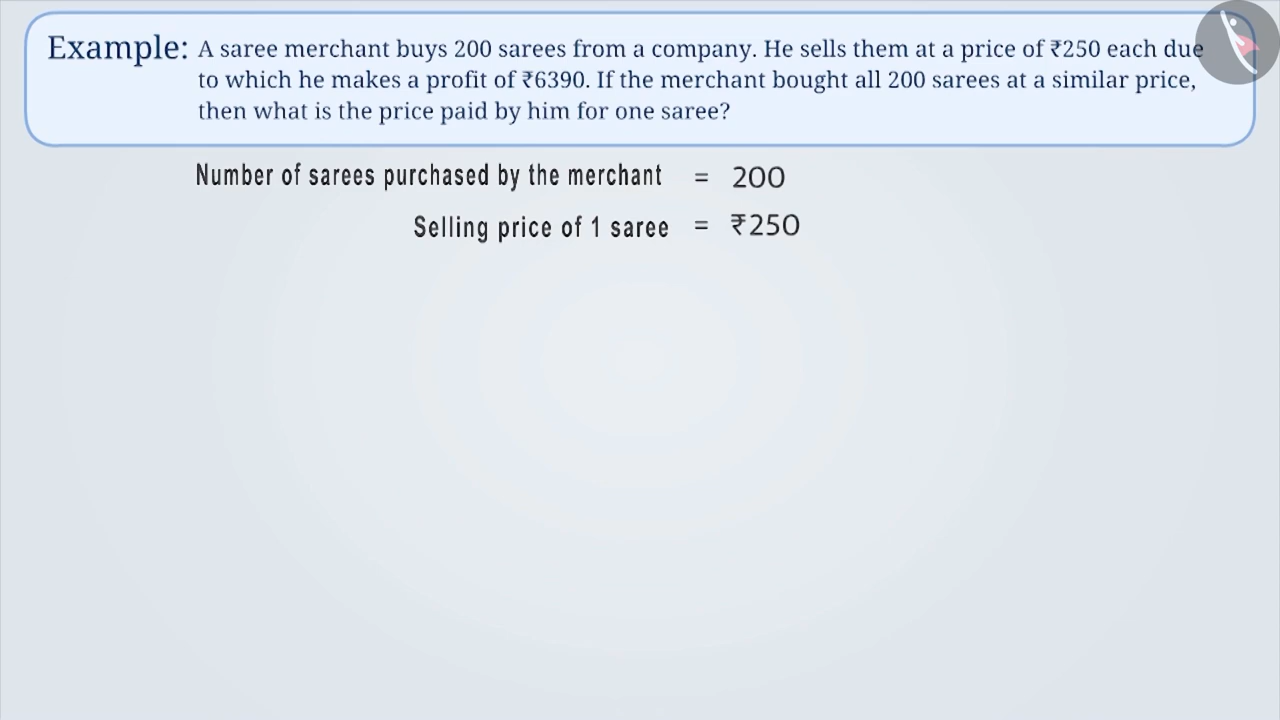 Example: A saree merchant buys 200 sarees from a company. He sells them at a price of ₹250 each due
to which he makes a profit of ₹6390. If the merchant bought all 200 sarees at a similar price,
then what is the price paid by him for one saree?
Number of sarees purchased by the merchant = 200
Selling price of 1 saree = ₹250